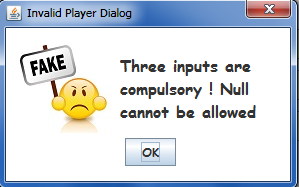 Invalid Player Dialog
FAKE
Three inputs are
compulsory ! Null
cannot be allowed
OK